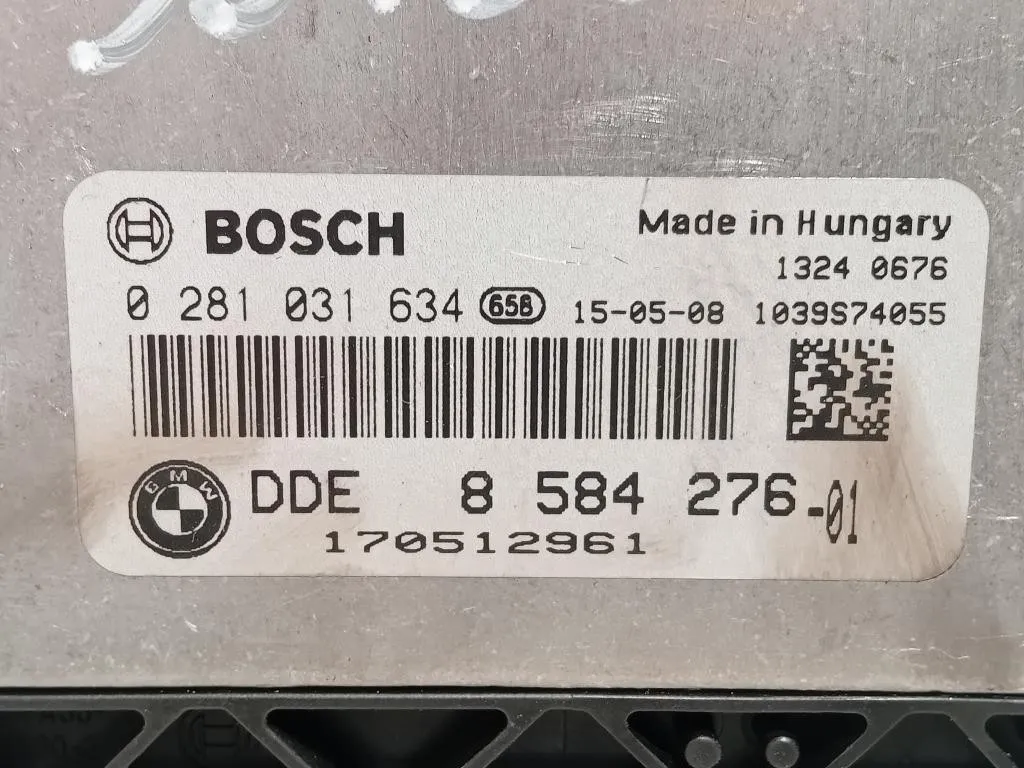 BOSCH
Made in Hungary
1324 0676
0 281 031 634 658 15-05-08 1039S74055
BMW
DDE 8 584 276-01
170512961